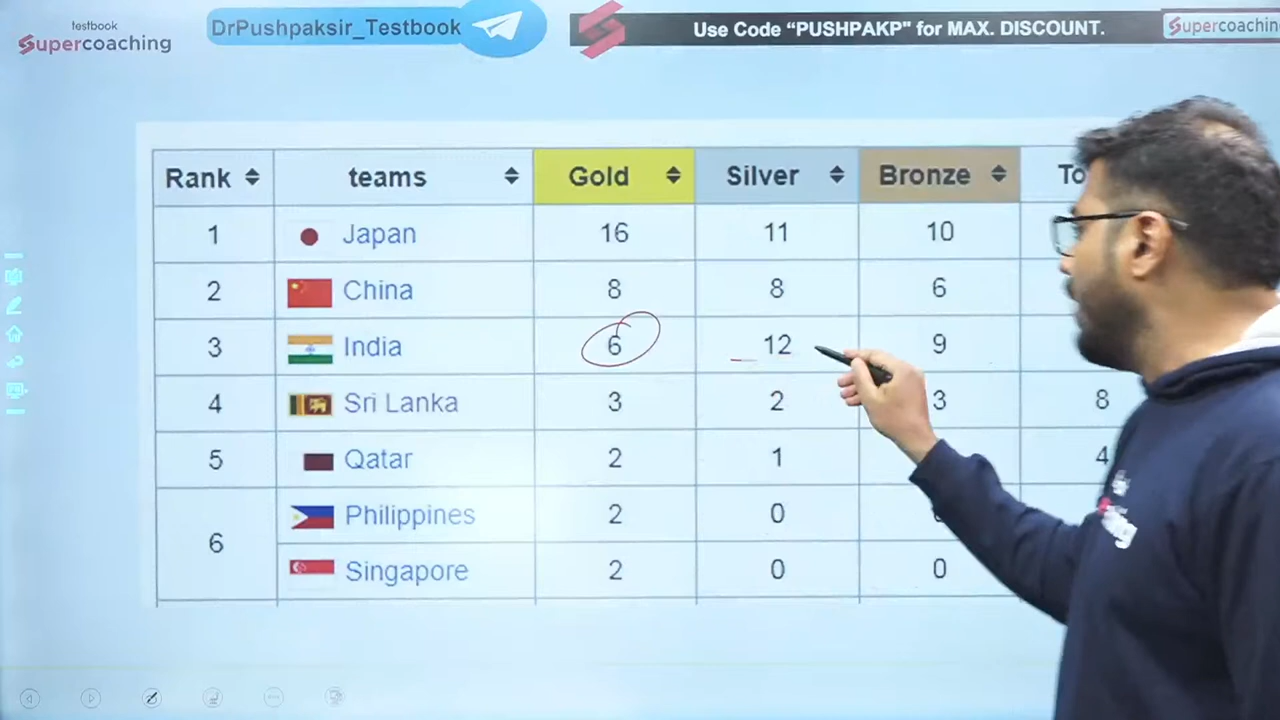 testbook
Supercoaching
DrPushpaksir_Testbook
Use Code “PUSHPAKP" for MAX. DISCOUNT.
Supercoachin
Rank teams Gold Silver Bronze To
1 Japan 16 11 10
2 China 8 8 6
3 India 6 12 9
4 Sri Lanka 3 2 3 8
5 Qatar 2 1 4
6
Philippines 2 0
Singapore 2 0 0